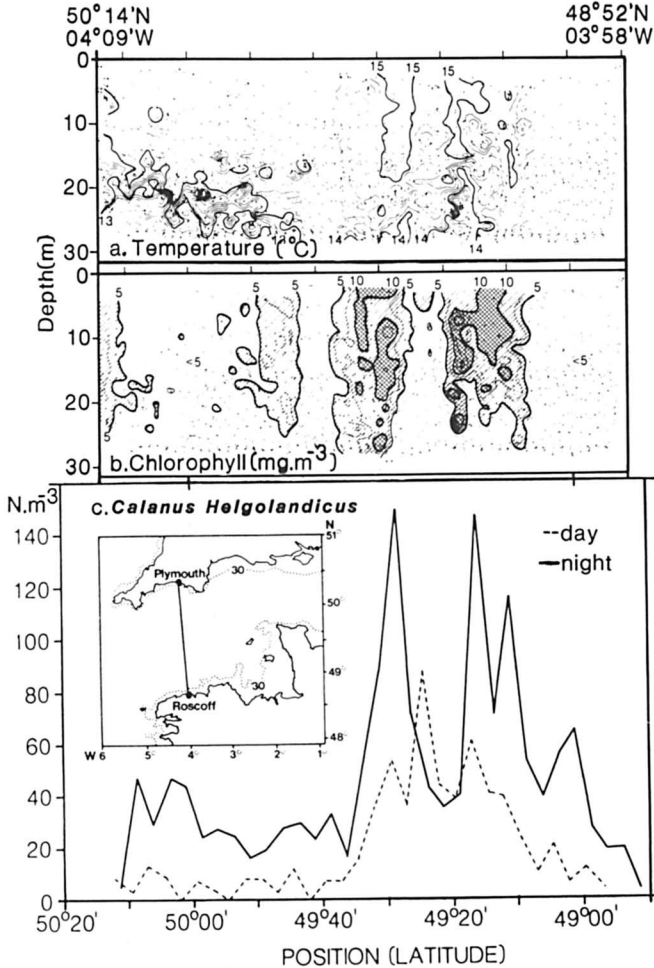 50°14'N 48°52'N
04°09'W 03°58'W
0
10
20
30
15 15
13
14 14 14
14
a. Temperature (°C)
Depth(m)
0
10
20
30
5 5 5 5 10 10 5 5 10 10 5
<5 <5
5
b. Chlorophyll(mg.m⁻³)
N.m⁻³
c. Calanus Helgolandicus
---day
—night
140
120
100
80
60
40
20
0
N
51°
50°
49°
48°
Plymouth
30
30
Roscoff
W 6 5° 4° 3° 2° 1°
50°20' 50°00' 49°40' 49°20' 49°00'
POSITION (LATITUDE)